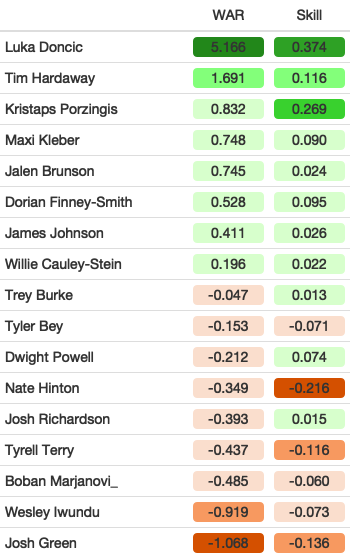 WAR Skill
Luka Doncic 5.166 0.374
Tim Hardaway 1.691 0.116
Kristaps Porzingis 0.832 0.269
Maxi Kleber 0.748 0.090
Jalen Brunson 0.745 0.024
Dorian Finney-Smith 0.528 0.095
James Johnson 0.411 0.026
Willie Cauley-Stein 0.196 0.022
Trey Burke -0.047 0.013
Tyler Bey -0.153 -0.071
Dwight Powell -0.212 0.074
Nate Hinton -0.349 -0.216
Josh Richardson -0.393 0.015
Tyrell Terry -0.437 -0.116
Boban Marjanovi_ -0.485 -0.060
Wesley Iwundu -0.919 -0.073
Josh Green -1.068 -0.136